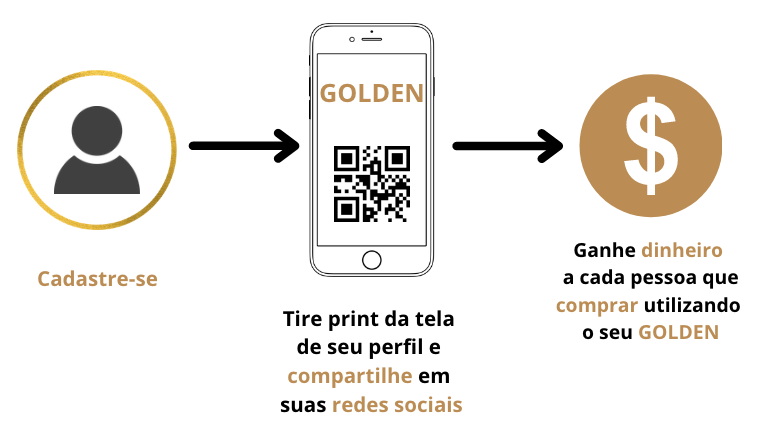 Cadastre-se
GOLDEN
Tire print da tela
de seu perfil e
compartilhe em
suas redes sociais
$
Ganhe dinheiro
a cada pessoa que
comprar utilizando
o seu GOLDEN